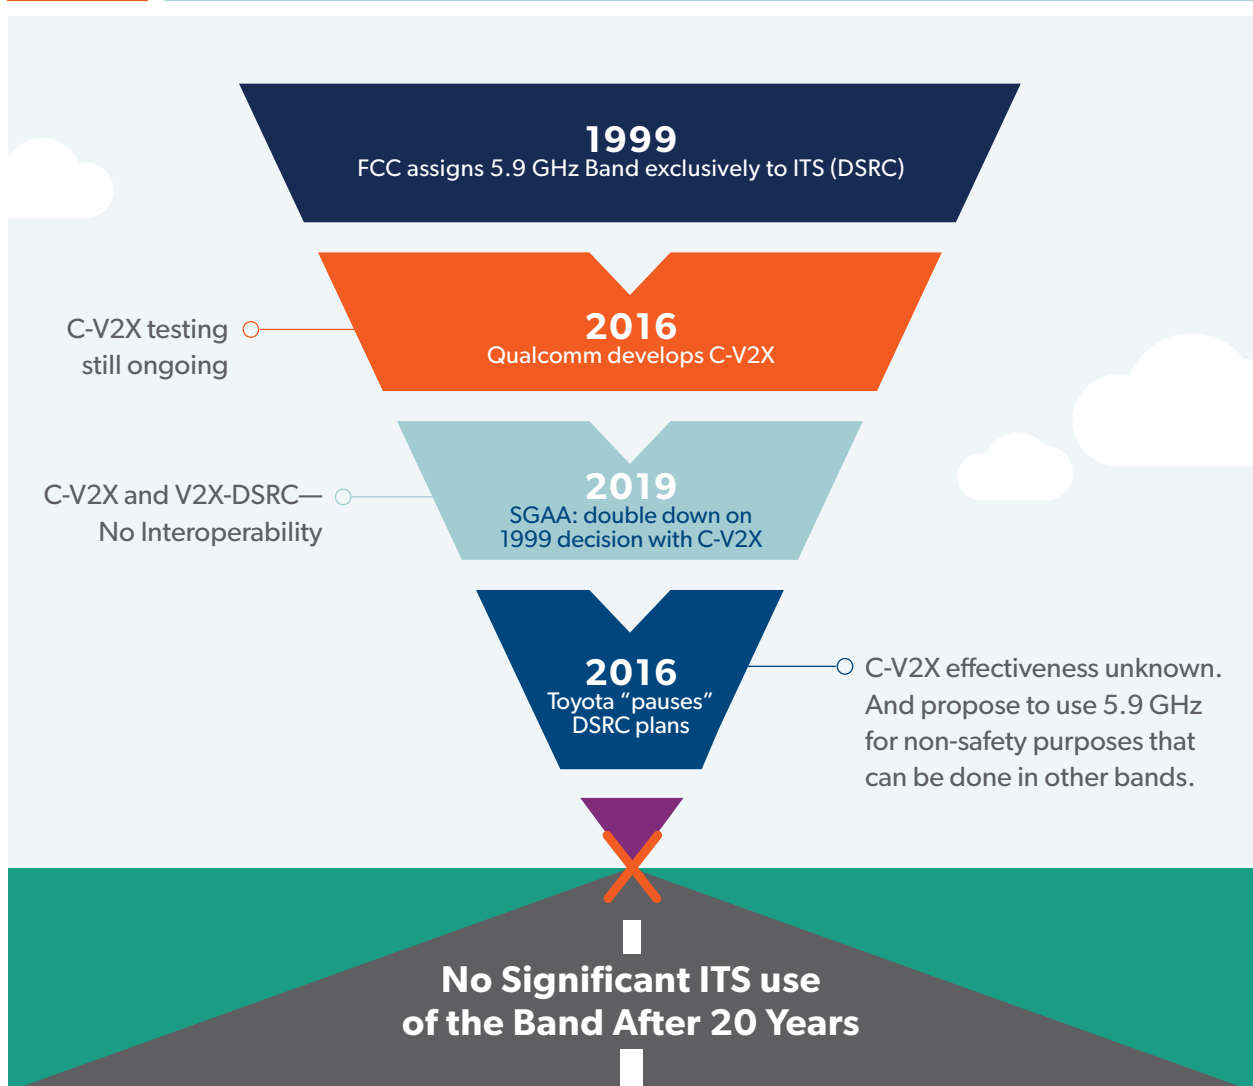 1999
FCC assigns 5.9 GHz Band exclusively to ITS (DSRC)
C-V2X testing
still ongoing
2016
Qualcomm develops C-V2X
C-V2X and V2X-DSRC—
No Interoperability
2019
SGAA: double down on
1999 decision with C-V2X
2016
Toyota “pauses”
DSRC plans
C-V2X effectiveness unknown.
And propose to use 5.9 GHz
for non-safety purposes that
can be done in other bands.
No Significant ITS use
of the Band After 20 Years